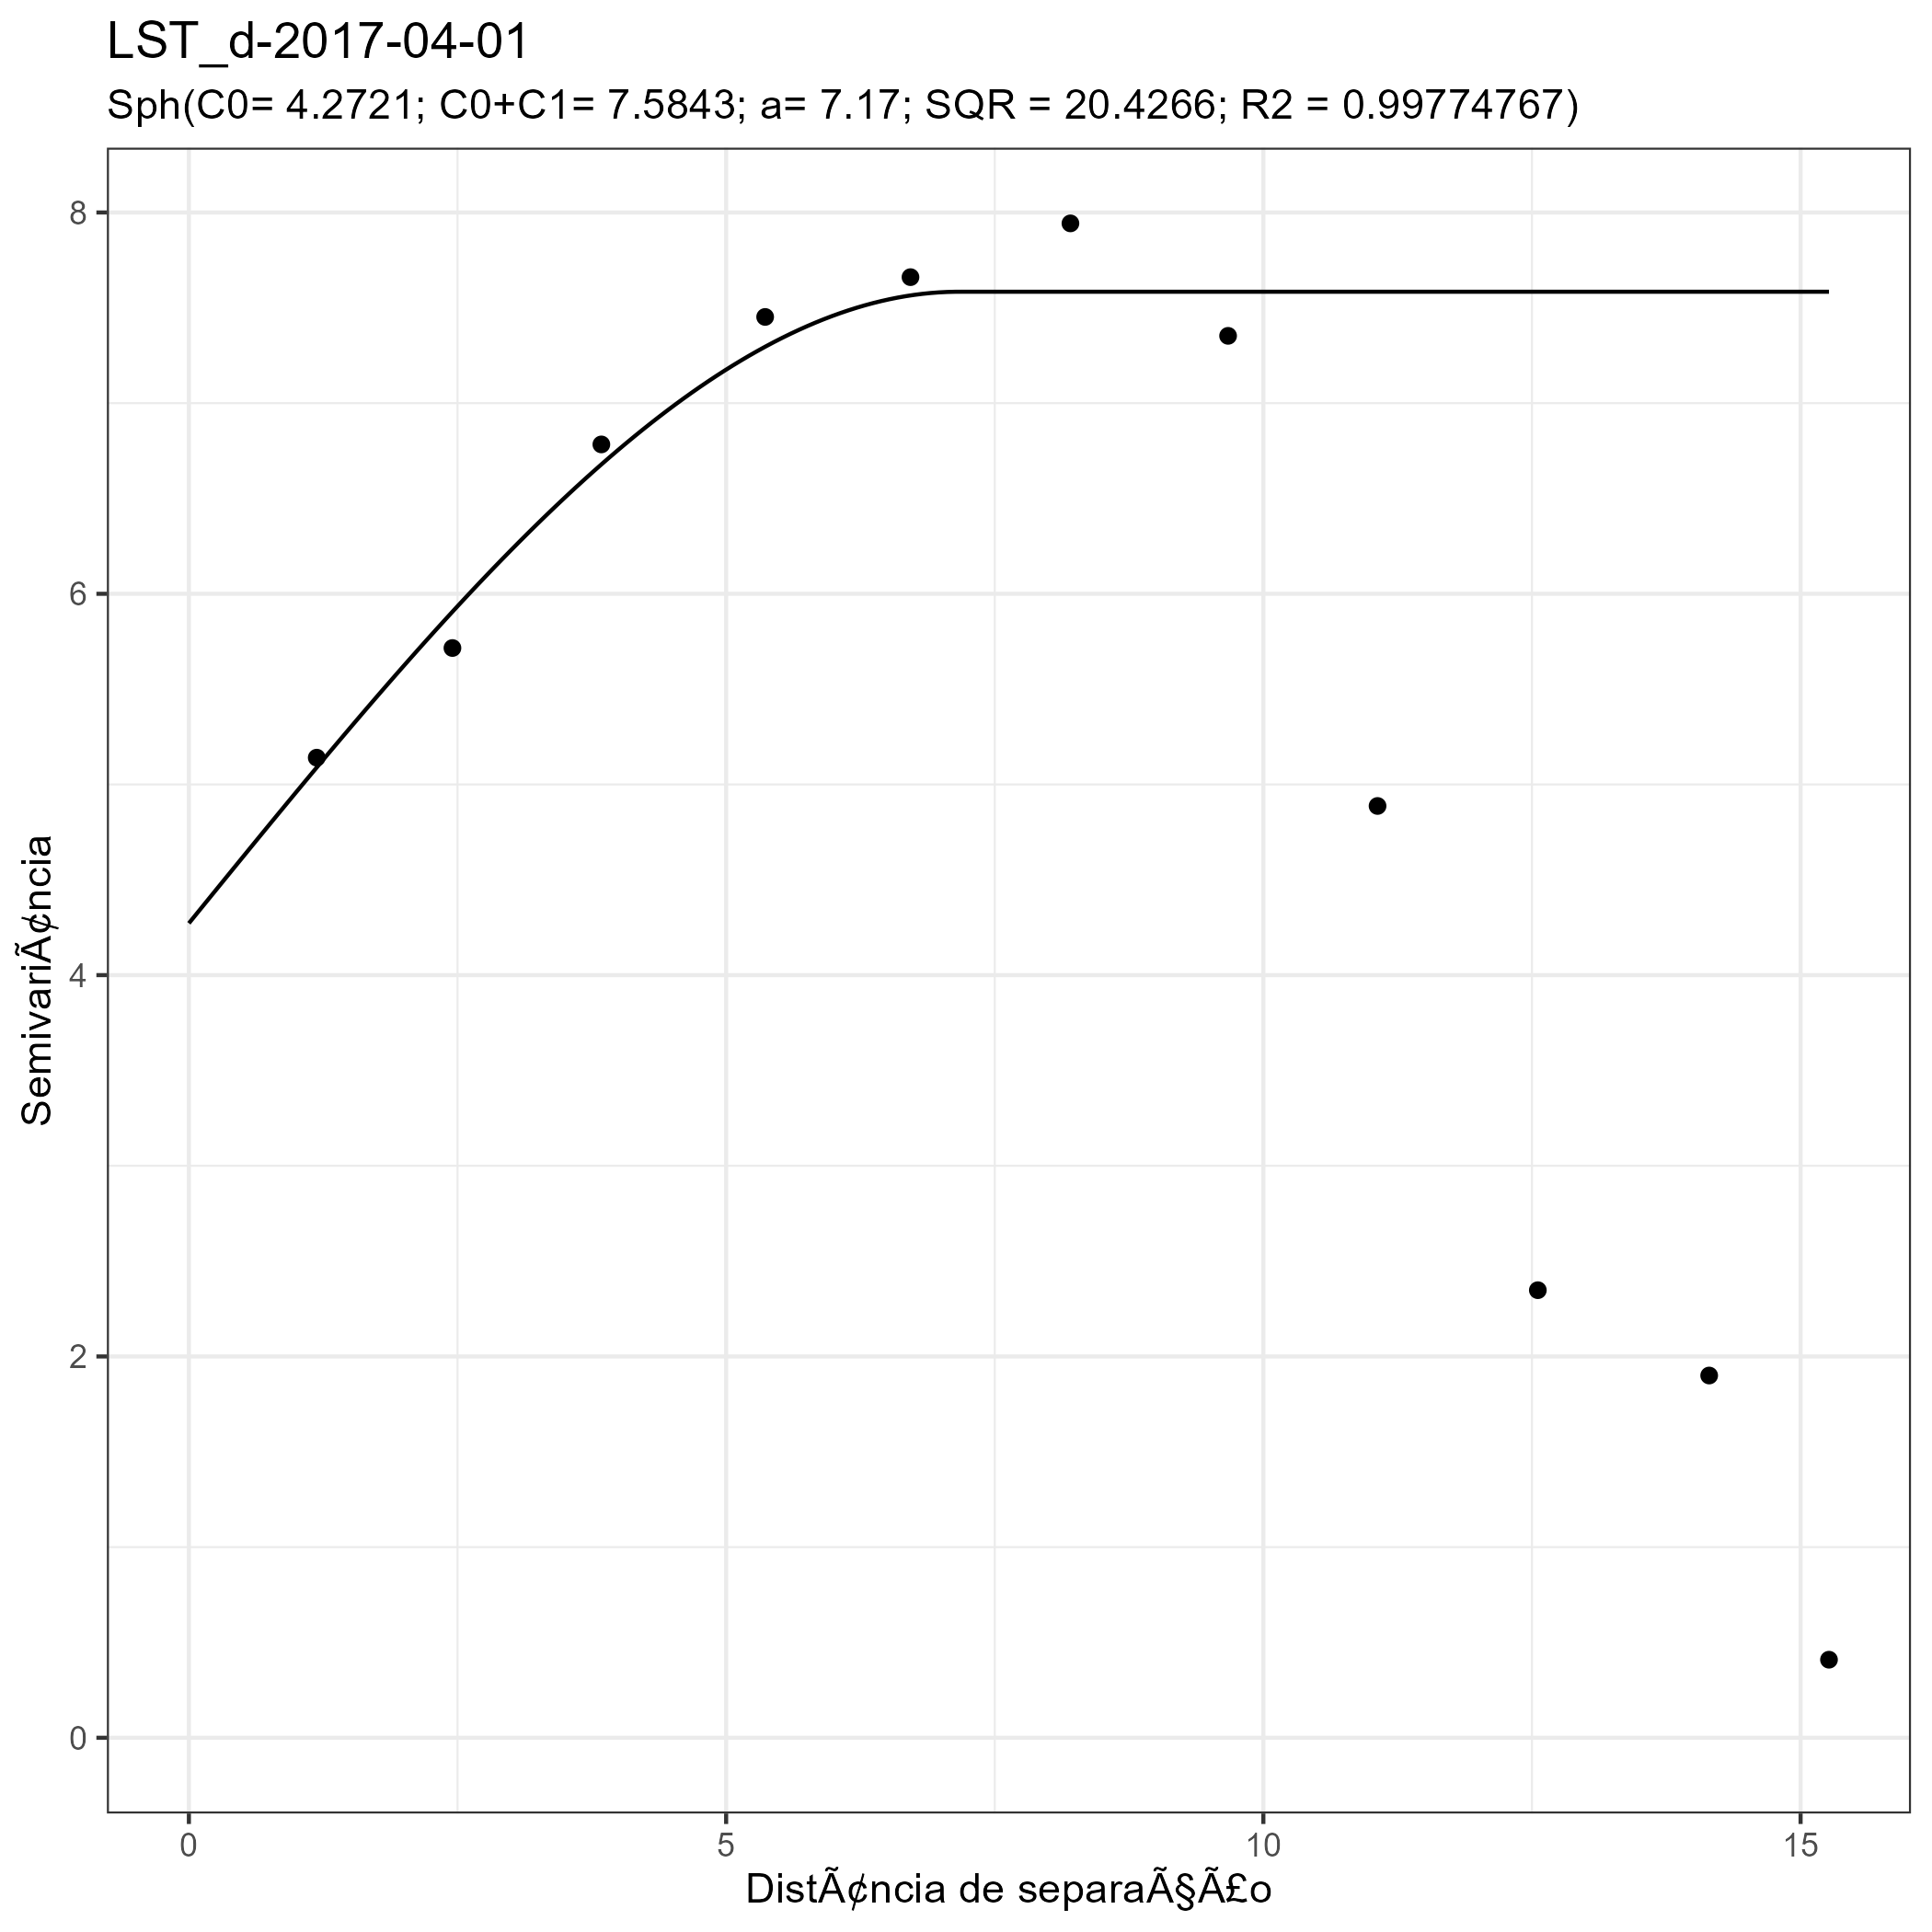 LST_d-2017-04-01
Sph(C0= 4.2721; C0+C1= 7.5843; a= 7.17; SQR = 20.4266; R2 = 0.99774767)
8
6
4
2
0
SemivariÃ¢ncia
0 5 10 15
DistÃ¢ncia de separaÃ§Ã£o